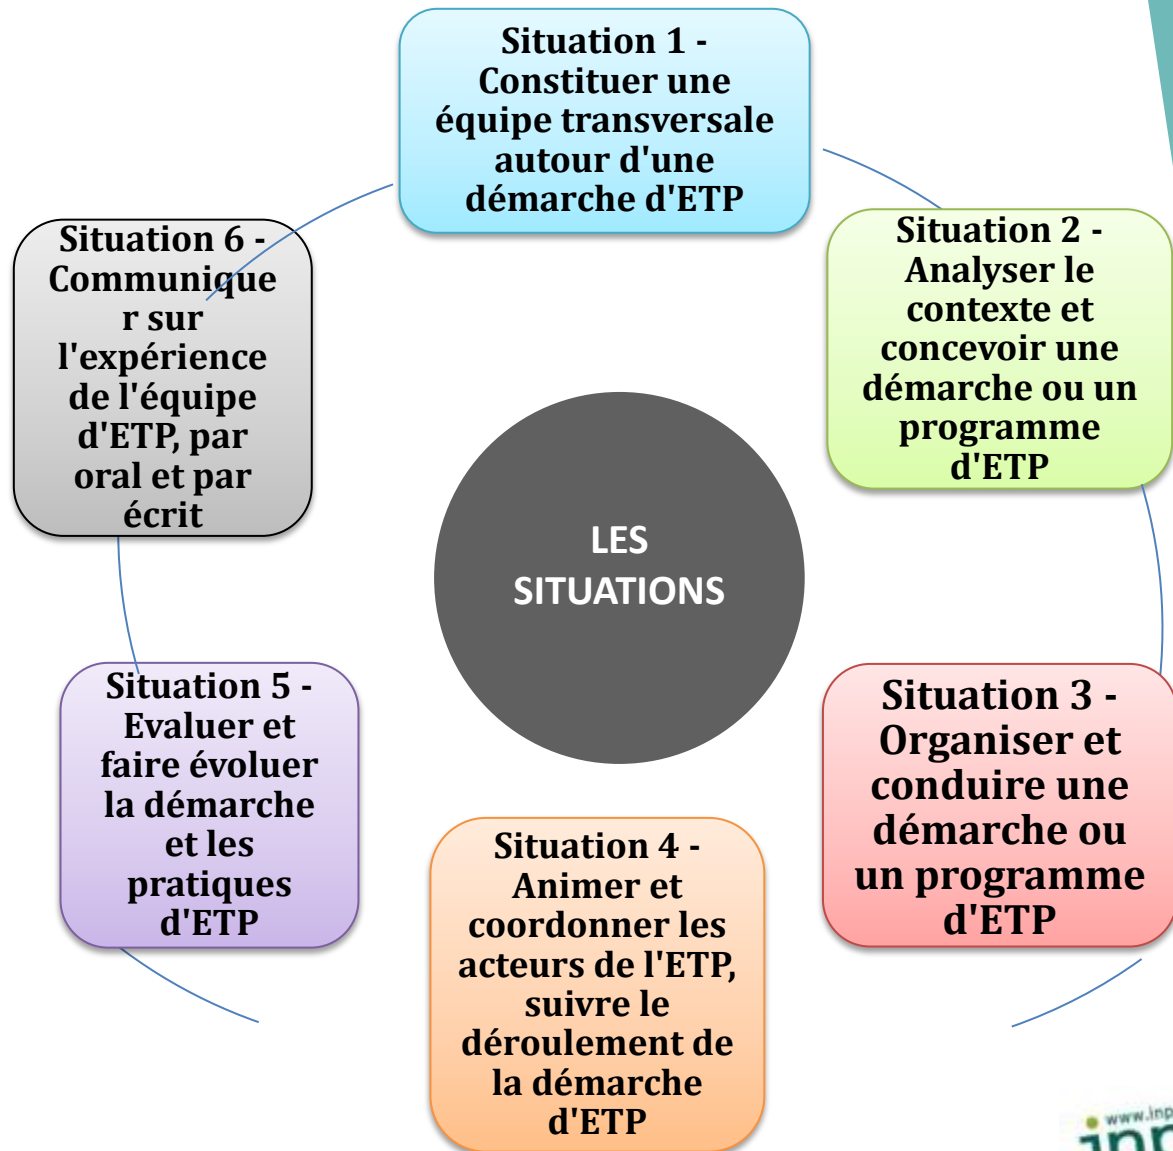 Situation 1 -
Constituer une
équipe transversale
autour d'une
démarche d'ETP
Situation 2 -
Analyser le
contexte et
concevoir une
démarche ou un
programme
d'ETP
Situation 3 -
Organiser et
conduire une
démarche ou
un programme
d'ETP
Situation 4 -
Animer et
coordonner les
acteurs de l'ETP,
suivre le
déroulement de
la démarche
d'ETP
Situation 5 -
Evaluer et
faire évoluer
la démarche
et les
pratiques
d'ETP
Situation 6 -
Communique
r sur
l'expérience
de l'équipe
d'ETP, par
oral et par
écrit
LES
SITUATIONS
www.inp